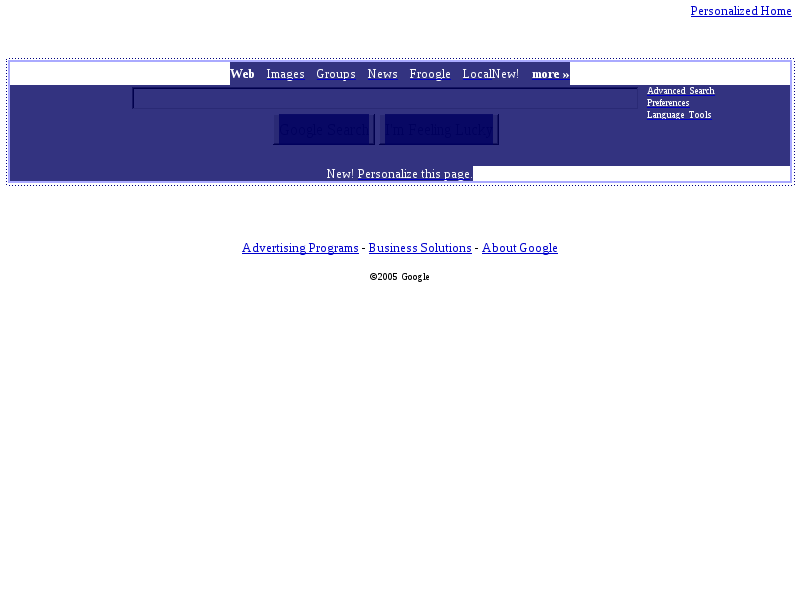 Personalized Home
Web Images Groups News Froogle LocalNew! more »
Advanced Search
Preferences
Language Tools
Google Search I'm Feeling Lucky
New! Personalize this page.
Advertising Programs - Business Solutions - About Google
©2005 Google